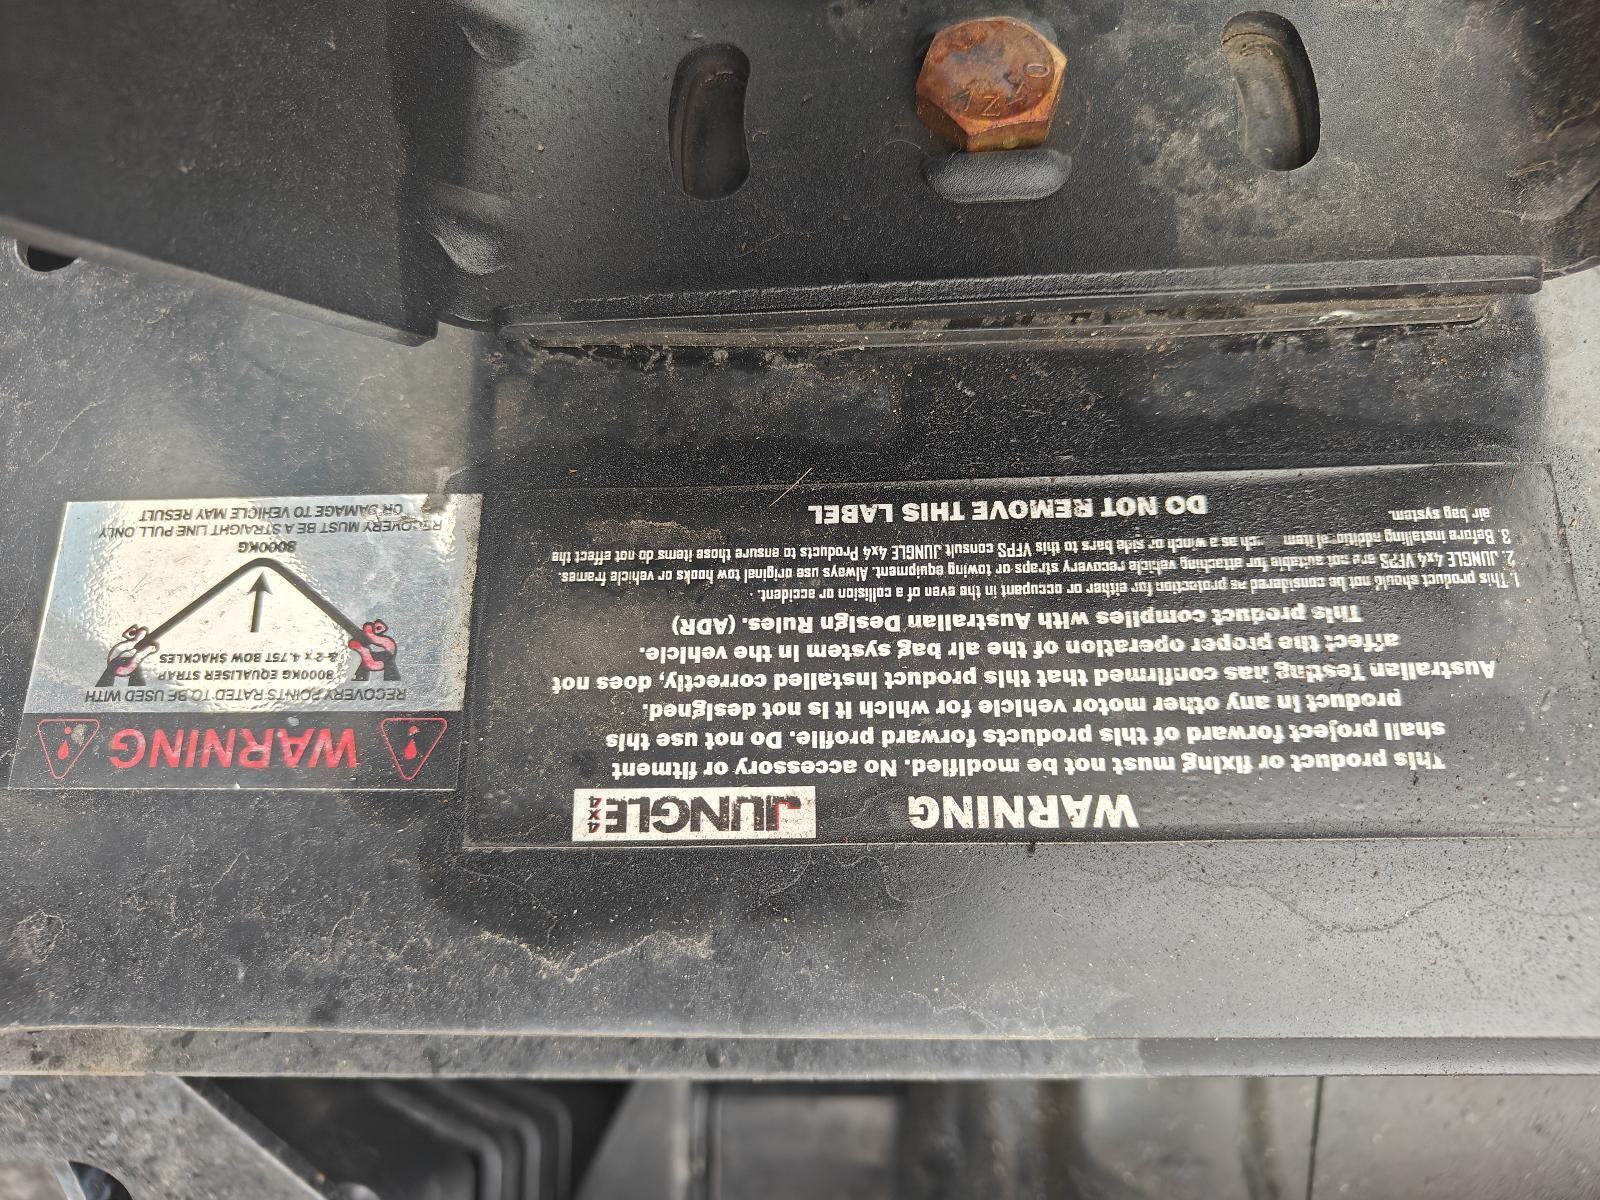 WARNING
JUNGLE 4X4
This product or fixing must be not be modified. No accessory or fitment
shall project forward of this products forward profile. Do not use this
product in any other motor vehicle for which it is not designed.
Australian Testing has confirmed that this product installed correctly, does not
affect the proper operation of the air bag system in the vehicle.
This product complies with Australian Design Rules. (ADR)
1. This product should not be considered as protection for either or occupant in the even of a collision or accident.
2. JUNGLE 4x4 VFPS are not suitable for attaching vehicle recovery straps or towing equipment. Always use original tow hooks or vehicle frames.
3. Before installing additional item as a winch or side bars to this VFPS consult JUNGLE 4x4 Products to ensure those items do not effect the
air bag system.
DO NOT REMOVE THIS LABEL
WARNING
RECOVERY POINTS RATED TO BE USED WITH
8000KG EQUALISER STRAP
& 2 x 4.75T BOW SHACKLES
8000KG
RECOVERY MUST BE A STRAIGHT LINE PULL ONLY
OR DAMAGE TO VEHICLE MAY RESULT